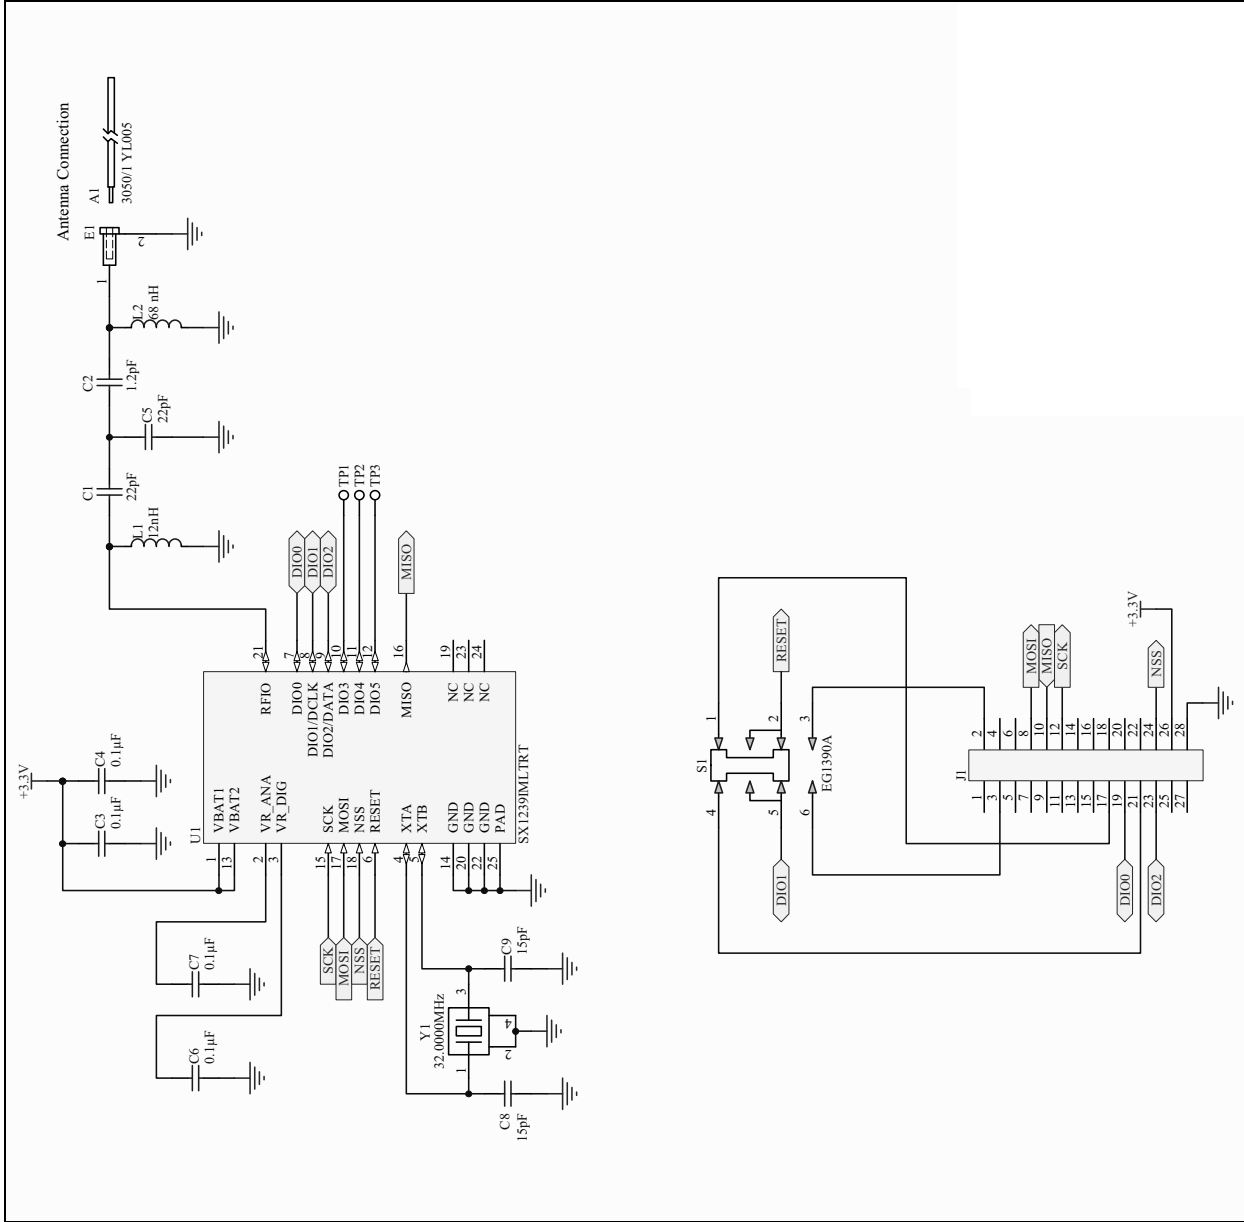 Antenna Connection
A1
3050/1 YL005
E1
2
1
L2
68 nH
C2
1.2pF
C5
22pF
C1
22pF
L1
12nH
+3.3V
C4
0.1µF
C3
0.1µF
TP1
TP2
TP3
DIO0
DIO1
DIO2
MISO
21
7
8
9
10
11
12
16
19
23
24
RFIO
DIO0
DIO1/DCLK
DIO2/DATA
DIO3
DIO4
DIO5
MISO
NC
NC
NC
U1
SX1239IMLTRT
VBAT1
VBAT2
VR_ANA
VR_DIG
SCK
MOSI
NSS
RESET
XTA
XTB
GND
GND
GND
PAD
1
13
2
3
15
17
18
6
4
5
14
20
22
25
SCK
MOSI
NSS
RESET
C7
0.1µF
C6
0.1µF
C9
15pF
Y1
32.0000MHz
3
4
2
1
C8
15pF
S1
EG1390A
1
2
3
4
5
6
RESET
DIO1
+3.3V
MOSI
MISO
SCK
NSS
J1
2
4
6
8
10
12
14
16
18
20
22
24
26
28
1
3
5
7
9
11
13
15
17
19
21
23
25
27
DIO0
DIO2